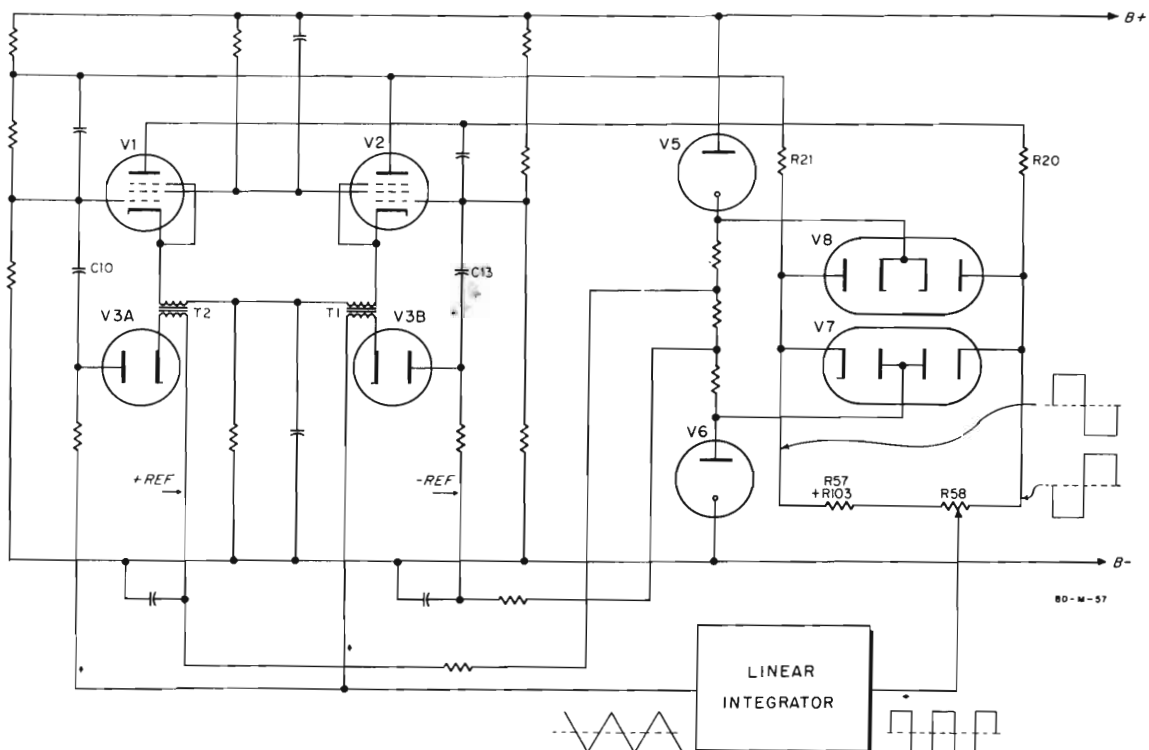 B+
V1
V2
V5
R21
R20
V8
C10
C13
V3A
T2
T1
V3B
V7
V6
+REF
-REF
R57
+R103
R58
B-
BD-M-57
LINEAR
INTEGRATOR